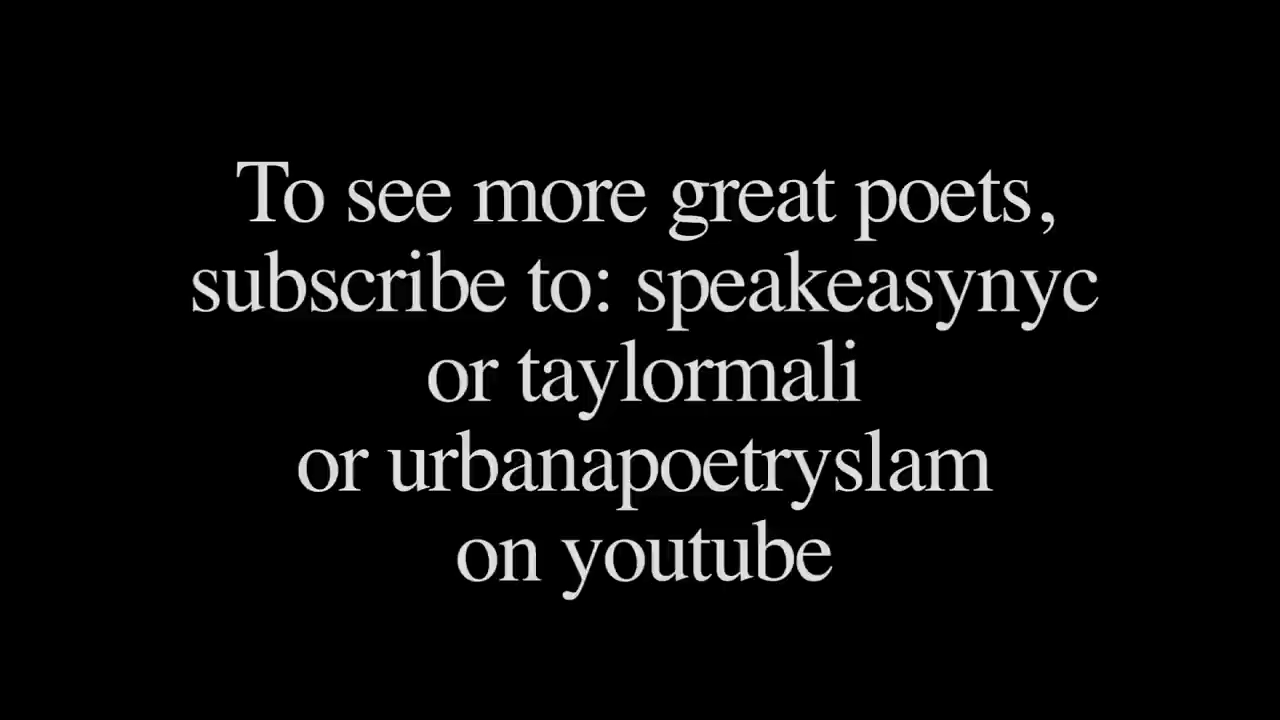 To see more great poets,
subscribe to: speakeasynyc
or taylormali
or urbanapoetryslam
on youtube